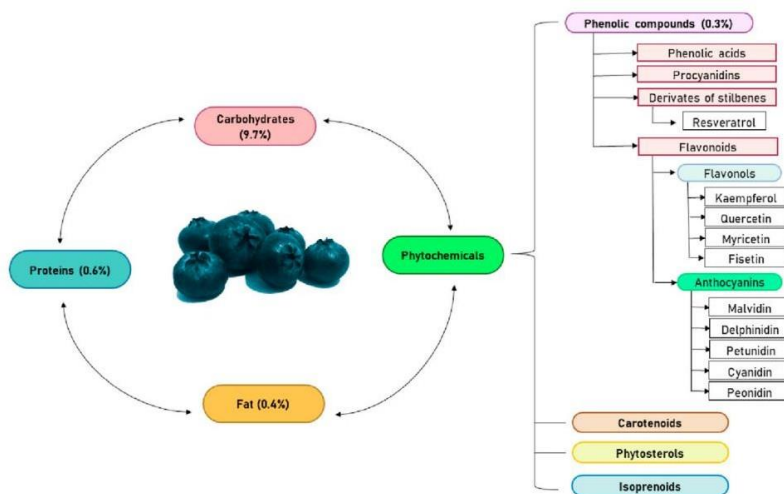 Phenolic compounds (0.3%)
Phenolic acids
Procyanidins
Derivates of stilbenes
Resveratrol
Flavonoids
Flavonols
Kaempferol
Quercetin
Myricetin
Fisetin
Anthocyanins
Malvidin
Delphinidin
Petunidin
Cyanidin
Peonidin
Carbohydrates
(9.7%)
Proteins (0.6%)
Phytochemicals
Fat (0.4%)
Carotenoids
Phytosterols
Isoprenoids